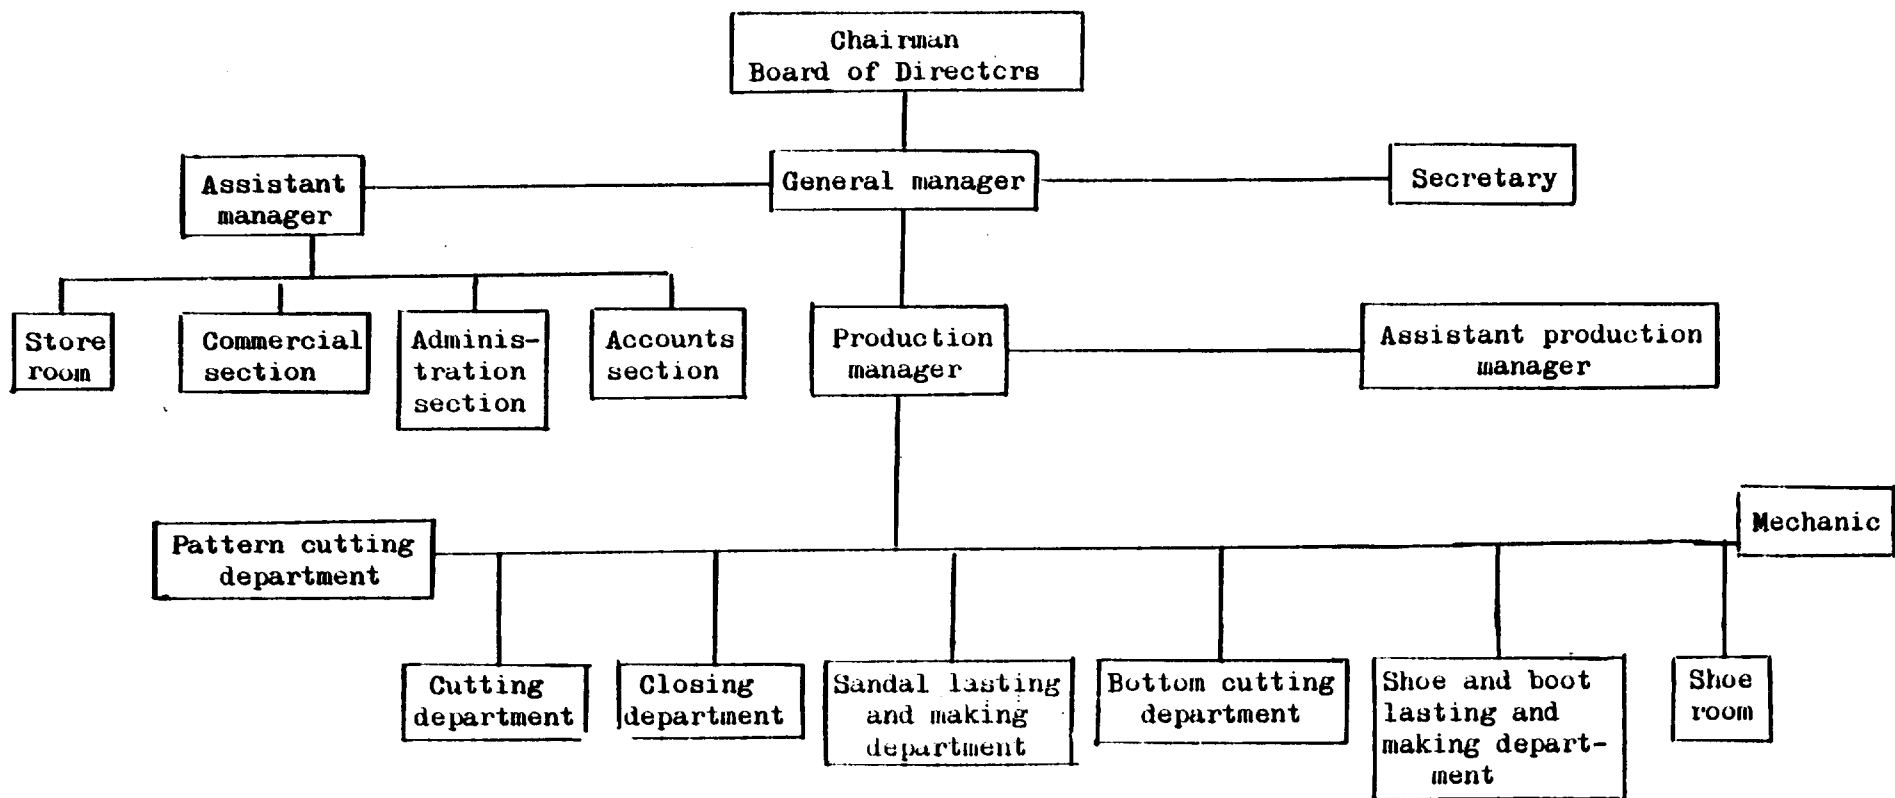 Chairman
Board of Directors
Assistant
manager
General manager
Secretary
Store
room
Commercial
section
Adminis-
tration
section
Accounts
section
Production
manager
Assistant production
manager
Pattern cutting
department
Mechanic
Cutting
department
Closing
department
Sandal lasting
and making
department
Bottom cutting
department
Shoe and boot
lasting and
making depart-
ment
Shoe
room